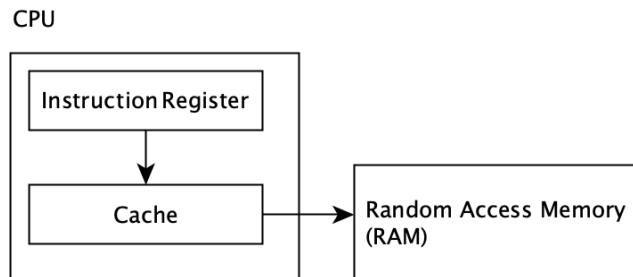 CPU
Instruction Register
Cache
Random Access Memory
(RAM)